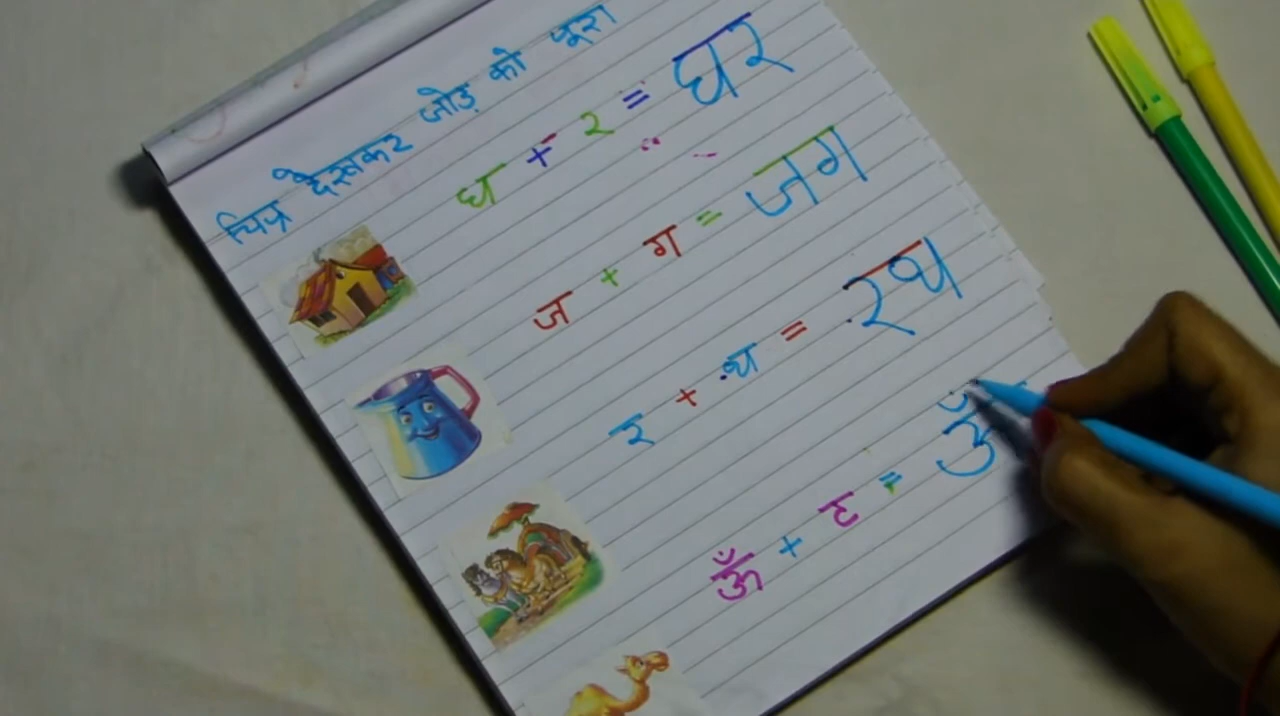 चित्र देखकर जोड़ को पूरा
घ + र = घर
ज + ग = जग
र + थ = रथ
ऊँ + ट = ऊँ